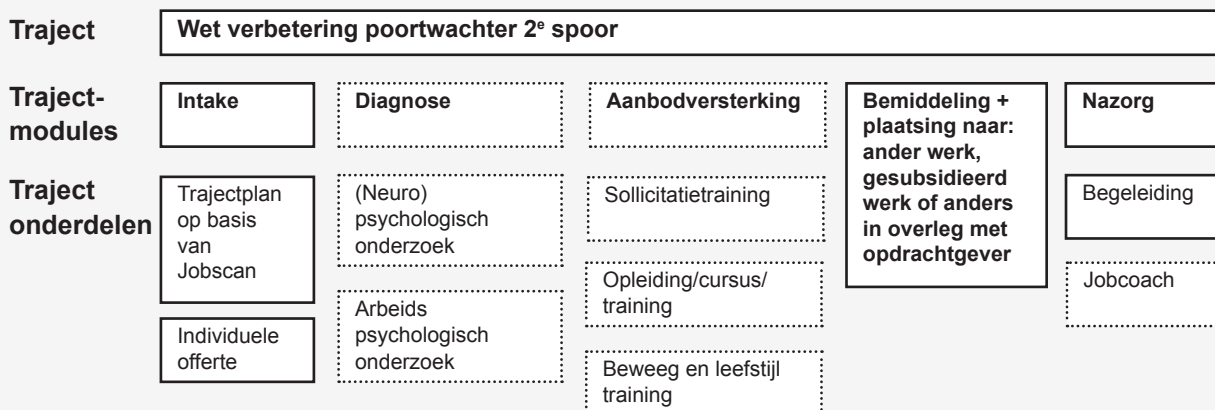 Traject
Wet verbetering poortwachter 2e spoor
Traject-
modules
Intake
Diagnose
Aanbodversterking
Bemiddeling +
plaatsing naar:
ander werk,
gesubsidieerd
werk of anders
in overleg met
opdrachtgever
Nazorg
Traject
onderdelen
Trajectplan
op basis
van
Jobscan
Individuele
offerte
(Neuro)
psychologisch
onderzoek
Arbeids
psychologisch
onderzoek
Sollicitatietraining
Opleiding/cursus/
training
Beweeg en leefstijl
training
Begeleiding
Jobcoach